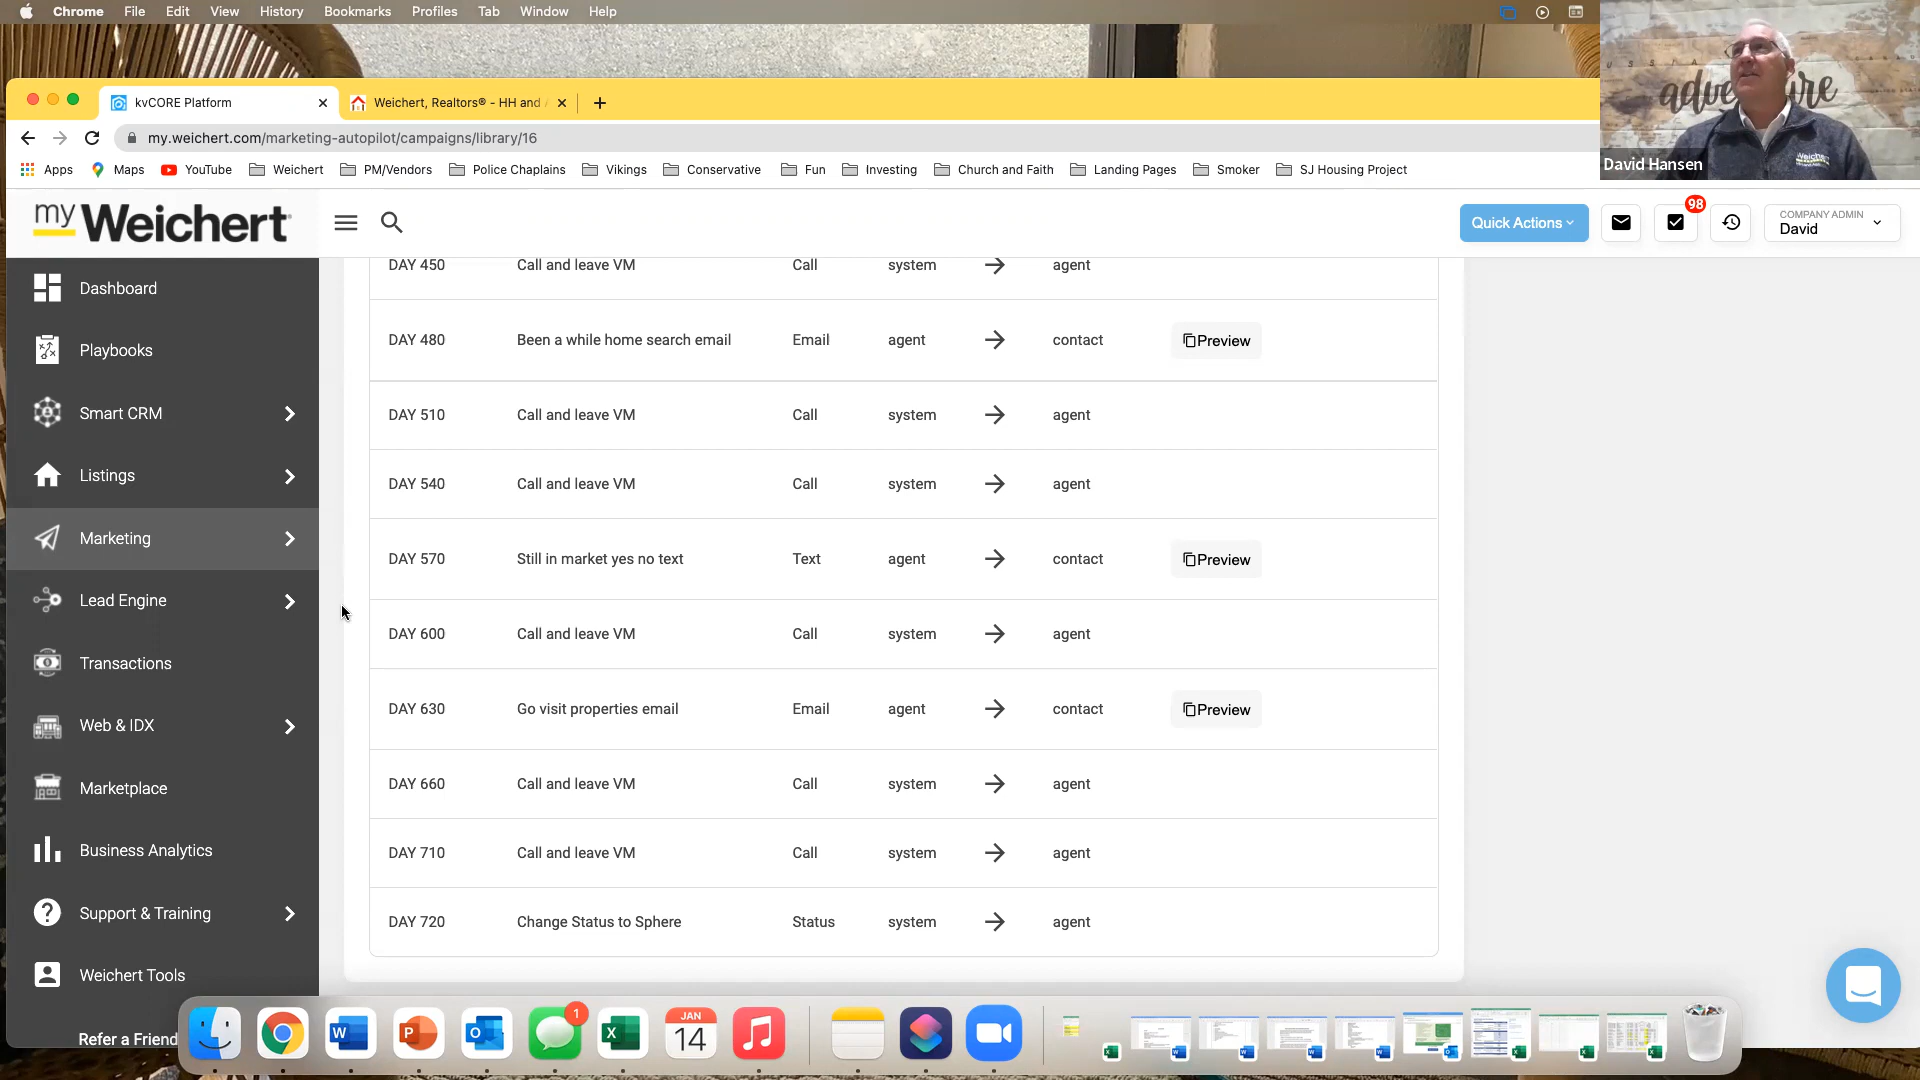 Chrome File Edit View History Bookmarks Profiles Tab Window Help
kvCORE Platform
Weichert, Realtors® - HH and
my.weichert.com/marketing-autopilot/campaigns/library/16
Apps Maps YouTube Weichert PM/Vendors Police Chaplains Vikings Conservative Fun Investing Church and Faith Landing Pages Smoker SJ Housing Project
adventure
Weichert
David Hansen
my Weichert
Quick Actions
98
COMPANY ADMIN
David
Dashboard
Playbooks
Smart CRM
Listings
Marketing
Lead Engine
Transactions
Web & IDX
Marketplace
Business Analytics
Support & Training
Weichert Tools
Refer a Friend
DAY 450 Call and leave VM Call system → agent
DAY 480 Been a while home search email Email agent → contact Preview
DAY 510 Call and leave VM Call system → agent
DAY 540 Call and leave VM Call system → agent
DAY 570 Still in market yes no text Text agent → contact Preview
DAY 600 Call and leave VM Call system → agent
DAY 630 Go visit properties email Email agent → contact Preview
DAY 660 Call and leave VM Call system → agent
DAY 710 Call and leave VM Call system → agent
DAY 720 Change Status to Sphere Status system → agent
1
JAN
14